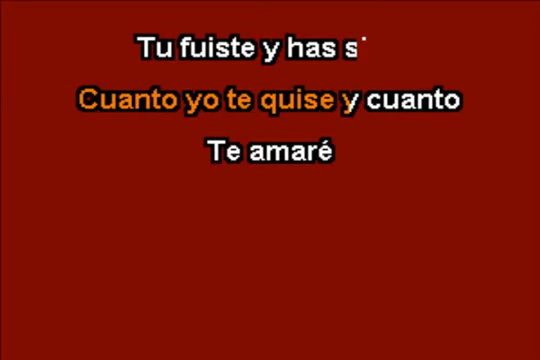 Tu fuiste y has s
Cuanto yo te quise y cuanto
Te amaré